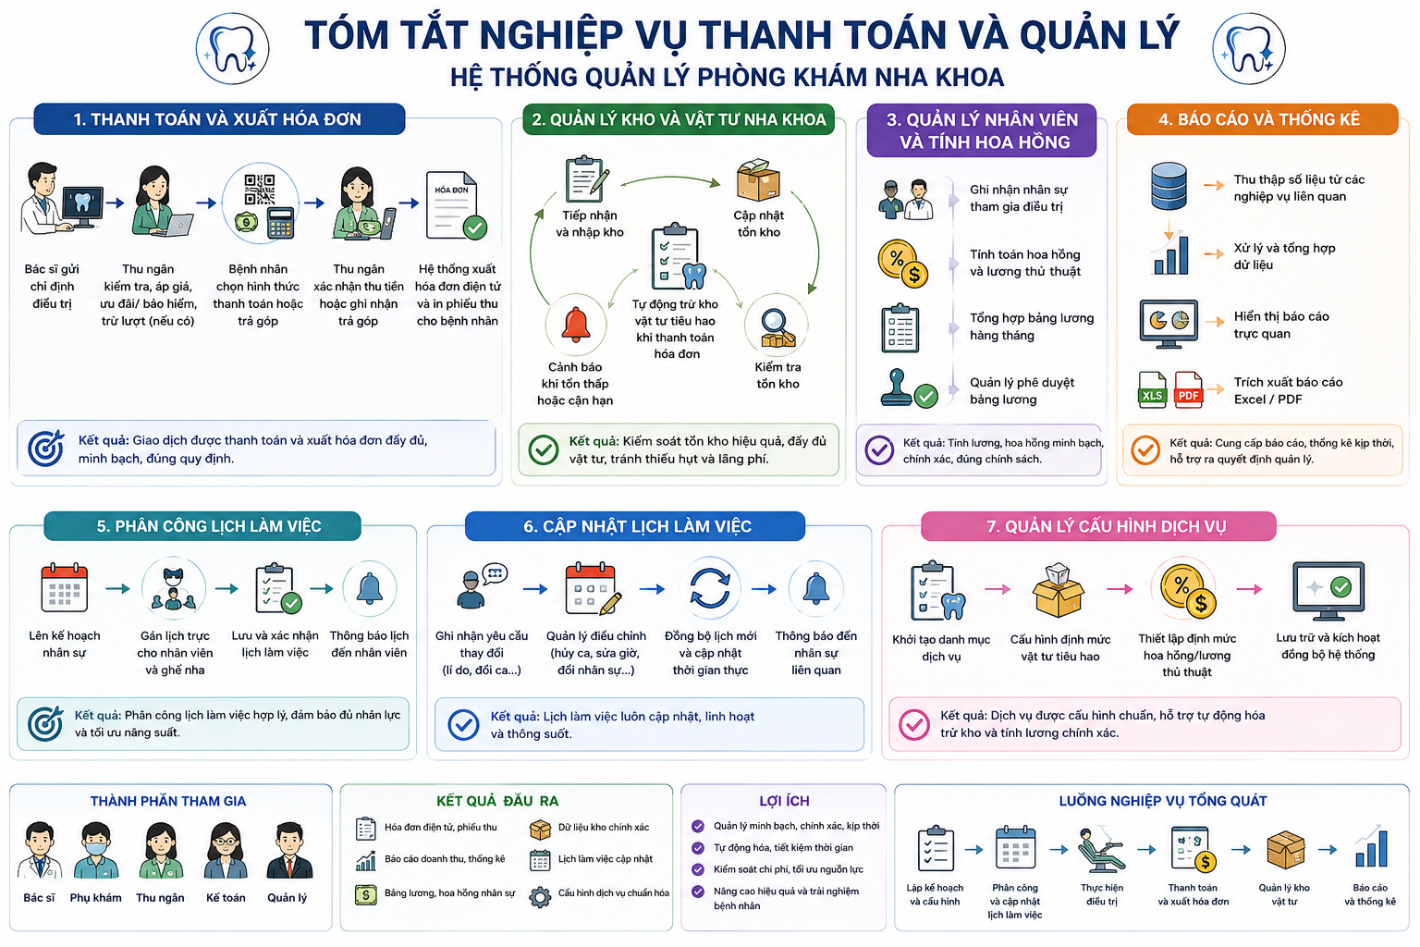 TÓM TẮT NGHIỆP VỤ THANH TOÁN VÀ QUẢN LÝ
HỆ THỐNG QUẢN LÝ PHÒNG KHÁM NHA KHOA
1. THANH TOÁN VÀ XUẤT HÓA ĐƠN
HÓA ĐƠN
Bác sĩ gửi
chỉ định
điều trị
Thu ngân
kiểm tra, áp giá,
ưu đãi/ bảo hiểm,
trừ lượt (nếu có)
Bệnh nhân
chọn hình thức
thanh toán hoặc
trả góp
Thu ngân
xác nhận thu tiền
hoặc ghi nhận
trả góp
Hệ thống xuất
hóa đơn điện tử
và in phiếu thu
cho bệnh nhân
Kết quả: Giao dịch được thanh toán và xuất hóa đơn đầy đủ,
minh bạch, đúng quy định.
2. QUẢN LÝ KHO VÀ VẬT TƯ NHA KHOA
Tiếp nhận
và nhập kho
Cập nhật
tồn kho
Tự động trừ kho
vật tư tiêu hao
khi thanh toán
hóa đơn
Cảnh báo
khi tồn thấp
hoặc cận hạn
Kiểm tra
tồn kho
Kết quả: Kiểm soát tồn kho hiệu quả, đầy đủ
vật tư, tránh thiếu hụt và lãng phí.
3. QUẢN LÝ NHÂN VIÊN
VÀ TÍNH HOA HỒNG
Ghi nhận nhân sự
tham gia điều trị
%
$
Tính toán hoa hồng
và lương thủ thuật
Tổng hợp bảng lương
hàng tháng
Quản lý phê duyệt
bảng lương
Kết quả: Tính lương, hoa hồng minh bạch,
chính xác, đúng chính sách.
4. BÁO CÁO VÀ THỐNG KÊ
Thu thập số liệu từ các
nghiệp vụ liên quan
Xử lý và tổng hợp
dữ liệu
Hiển thị báo cáo
trực quan
XLS
PDF
Trích xuất báo cáo
Excel / PDF
Kết quả: Cung cấp báo cáo, thống kê kịp thời,
hỗ trợ ra quyết định quản lý.
5. PHÂN CÔNG LỊCH LÀM VIỆC
Lên kế hoạch
nhân sự
Gán lịch trực
cho nhân viên
và ghế nha
Lưu và xác nhận
lịch làm việc
Thông báo lịch
đến nhân viên
Kết quả: Phân công lịch làm việc hợp lý, đảm bảo đủ nhân lực
và tối ưu năng suất.
6. CẬP NHẬT LỊCH LÀM VIỆC
Ghi nhận yêu cầu
thay đổi
(lí do, đổi ca...)
Quản lý điều chỉnh
(hủy ca, sửa giờ,
đổi nhân sự...)
Đồng bộ lịch mới
và cập nhật
thời gian thực
Thông báo đến
nhân sự
liên quan
Kết quả: Lịch làm việc luôn cập nhật, linh hoạt
và thông suốt.
7. QUẢN LÝ CẤU HÌNH DỊCH VỤ
Khởi tạo danh mục
dịch vụ
Cấu hình định mức
vật tư tiêu hao
%
$
Thiết lập định mức
hoa hồng/lương
thủ thuật
Lưu trữ và kích hoạt
đồng bộ hệ thống
Kết quả: Dịch vụ được cấu hình chuẩn, hỗ trợ tự động hóa
trừ kho và tính lương chính xác.
THÀNH PHẦN THAM GIA
Bác sĩ
Phụ khám
Thu ngân
Kế toán
Quản lý
KẾT QUẢ ĐẦU RA
Hóa đơn điện tử, phiếu thu
Dữ liệu kho chính xác
Báo cáo doanh thu, thống kê
Lịch làm việc cập nhật
$
Bảng lương, hoa hồng nhân sự
Cấu hình dịch vụ chuẩn hóa
LỢI ÍCH
Quản lý minh bạch, chính xác, kịp thời
Tự động hóa, tiết kiệm thời gian
Kiểm soát chi phí, tối ưu nguồn lực
Nâng cao hiệu quả và trải nghiệm
bệnh nhân
LUỒNG NGHIỆP VỤ TỔNG QUÁT
$
Lập kế hoạch
và cấu hình
Phân công
và cập nhật
lịch làm việc
Thực hiện
điều trị
Thanh toán
và xuất hóa đơn
Quản lý kho
vật tư
Báo cáo
và thống kê